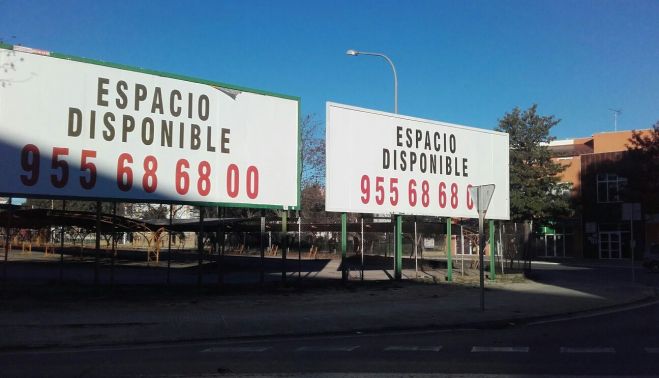 ESPACIO
DISPONIBLE
955 68 68 00
ESPACIO
DISPONIBLE
955 68 68 0